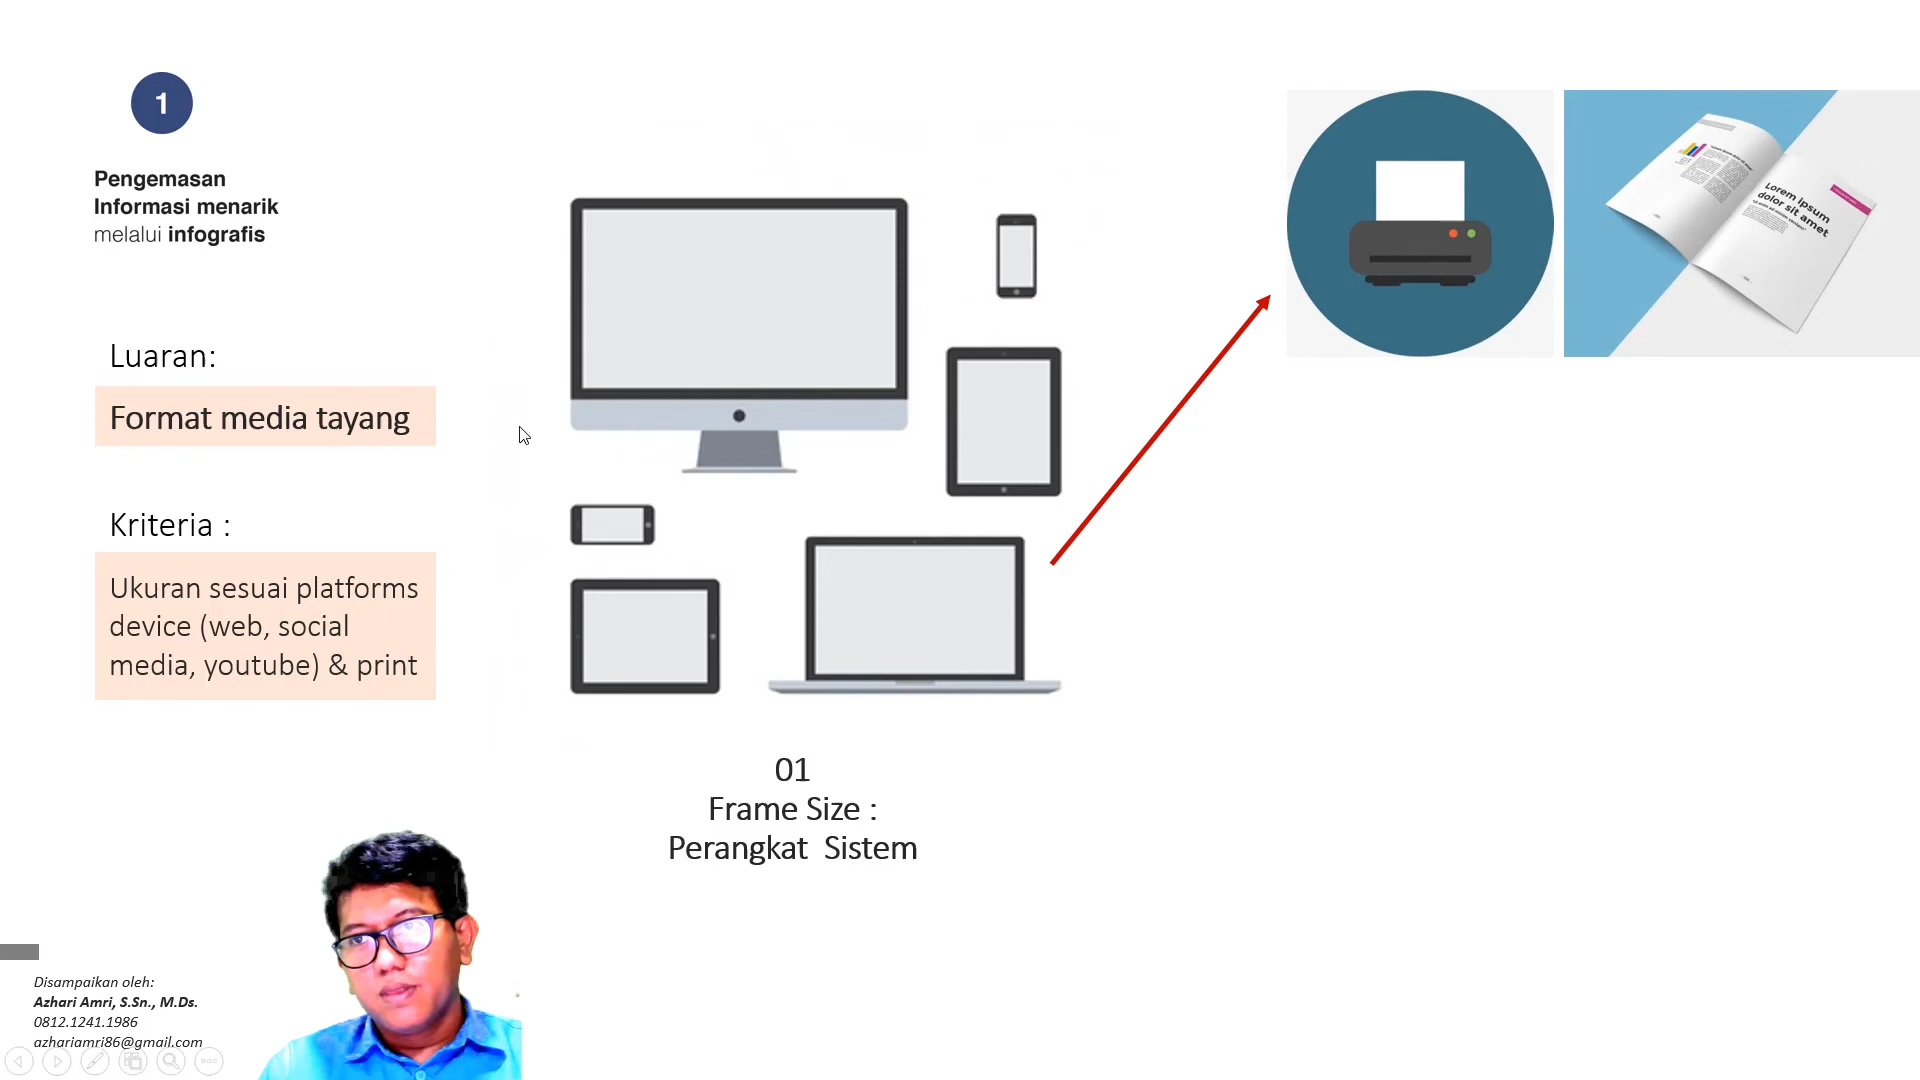 1
Pengemasan
Informasi menarik
melalui infografis
Luaran:
Format media tayang
Kriteria :
Ukuran sesuai platforms
device (web, social
media, youtube) & print
01
Frame Size :
Perangkat  Sistem
Lorem ipsum
dolor sit amet
Disampaikan oleh:
Azhari Amri, S.Sn., M.Ds.
0812.1241.1986
azhariamri86@gmail.com